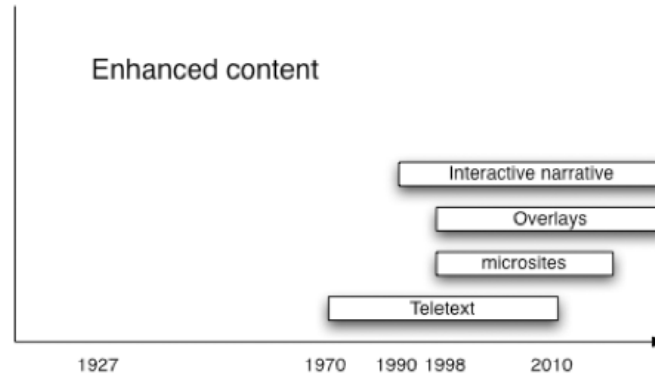 Enhanced content
Interactive narrative
Overlays
microsites
Teletext
1927 1970 1990 1998 2010